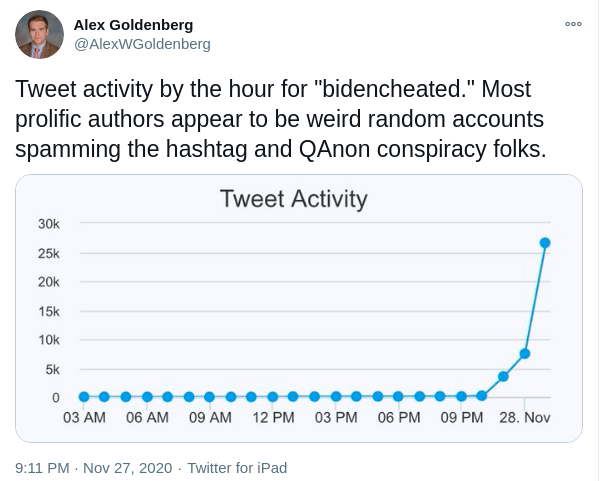 Alex Goldenberg
@AlexWGoldenberg
Tweet activity by the hour for "bidencheated." Most
prolific authors appear to be weird random accounts
spamming the hashtag and QAnon conspiracy folks.
Tweet Activity
30k
25k
20k
15k
10k
5k
0
03 AM 06 AM 09 AM 12 PM 03 PM 06 PM 09 PM 28. Nov
9:11 PM · Nov 27, 2020 · Twitter for iPad